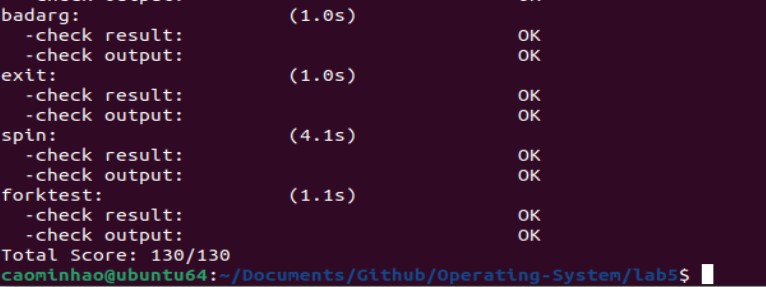 badarg: (1.0s)
-check result: OK
-check output: OK
exit: (1.0s)
-check result: OK
-check output: OK
spin: (4.1s)
-check result: OK
-check output: OK
forktest: (1.1s)
-check result: OK
-check output: OK
Total Score: 130/130
caominhao@ubuntu64:~/Documents/Github/Operating-System/lab5$